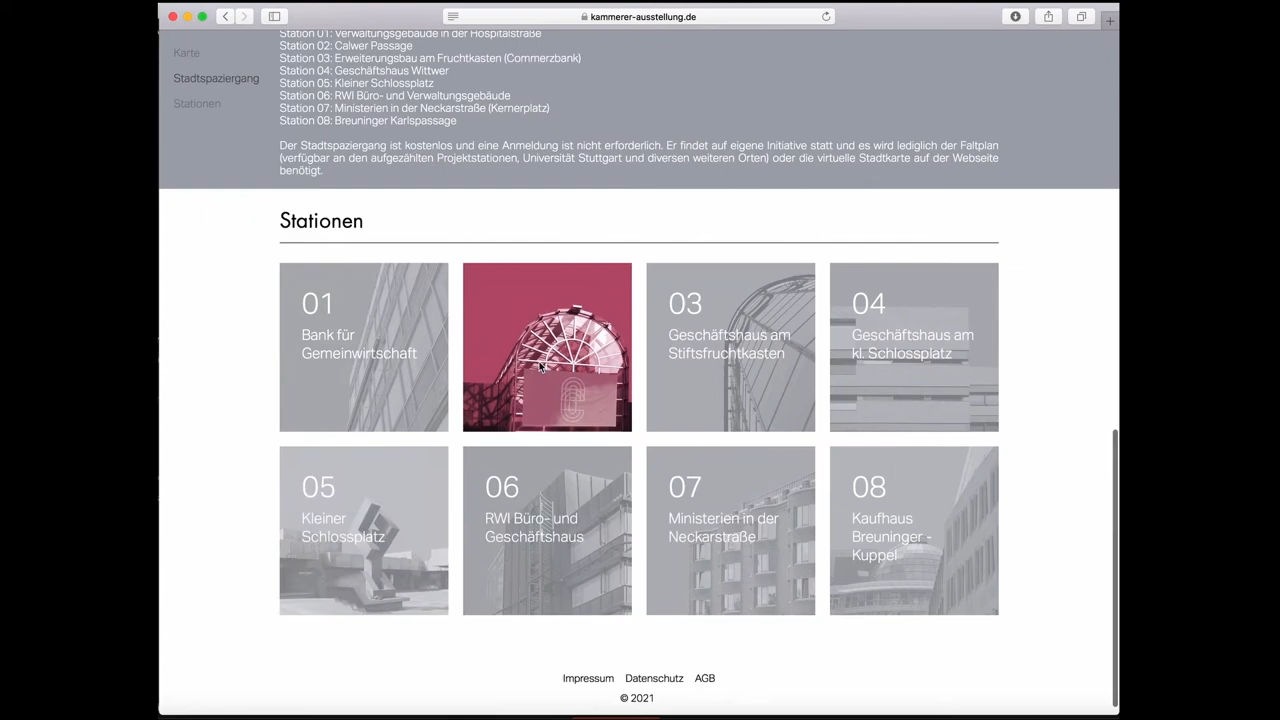 kammerer-ausstellung.de
Karte
Stadtspaziergang
Stationen
Station 01: Verwaltungsgebäude in der Hospitalstraße
Station 02: Calwer Passage
Station 03: Erweiterungsbau am Fruchtkasten (Commerzbank)
Station 04: Geschäftshaus Wittwer
Station 05: Kleiner Schlossplatz
Station 06: RWI Büro- und Verwaltungsgebäude
Station 07: Ministerien in der Neckarstraße (Kernerplatz)
Station 08: Breuninger Karlspassage
Der Stadtspaziergang ist kostenlos und eine Anmeldung ist nicht erforderlich. Er findet auf eigene Initiative statt und es wird lediglich der Faltplan
(verfügbar an den aufgezählten Projektstationen, Universität Stuttgart und diversen weiteren Orten) oder die virtuelle Stadtkarte auf der Webseite
benötigt.
Stationen
01
Bank für
Gemeinwirtschaft
03
Geschäftshaus am
Stiftsfruchtkasten
04
Geschäftshaus am
kl. Schlossplatz
05
Kleiner
Schlossplatz
06
RWI Büro- und
Geschäftshaus
07
Ministerien in der
Neckarstraße
08
Kaufhaus
Breuninger -
Kuppel
Impressum Datenschutz AGB
© 2021